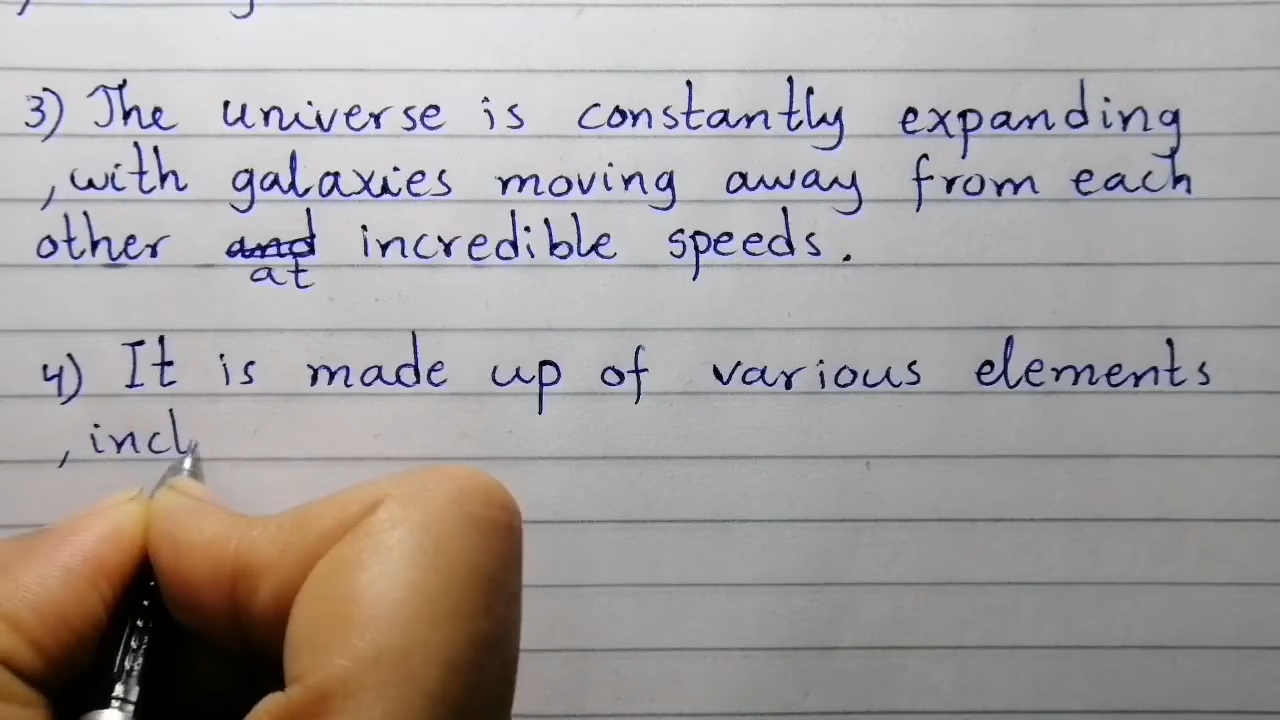 3) The universe is constantly expanding
, with galaxies moving away from each
other and incredible speeds.
at
4) It is made up of various elements
, incl